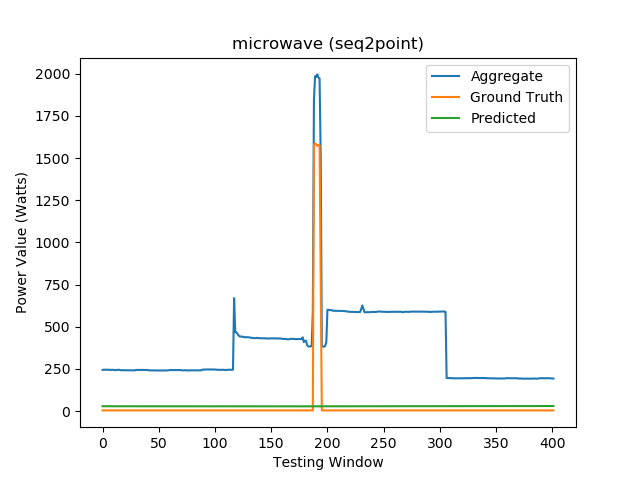 microwave (seq2point)
Aggregate
Ground Truth
Predicted
Power Value (Watts)
2000
1750
1500
1250
1000
750
500
250
0
0 50 100 150 200 250 300 350 400
Testing Window